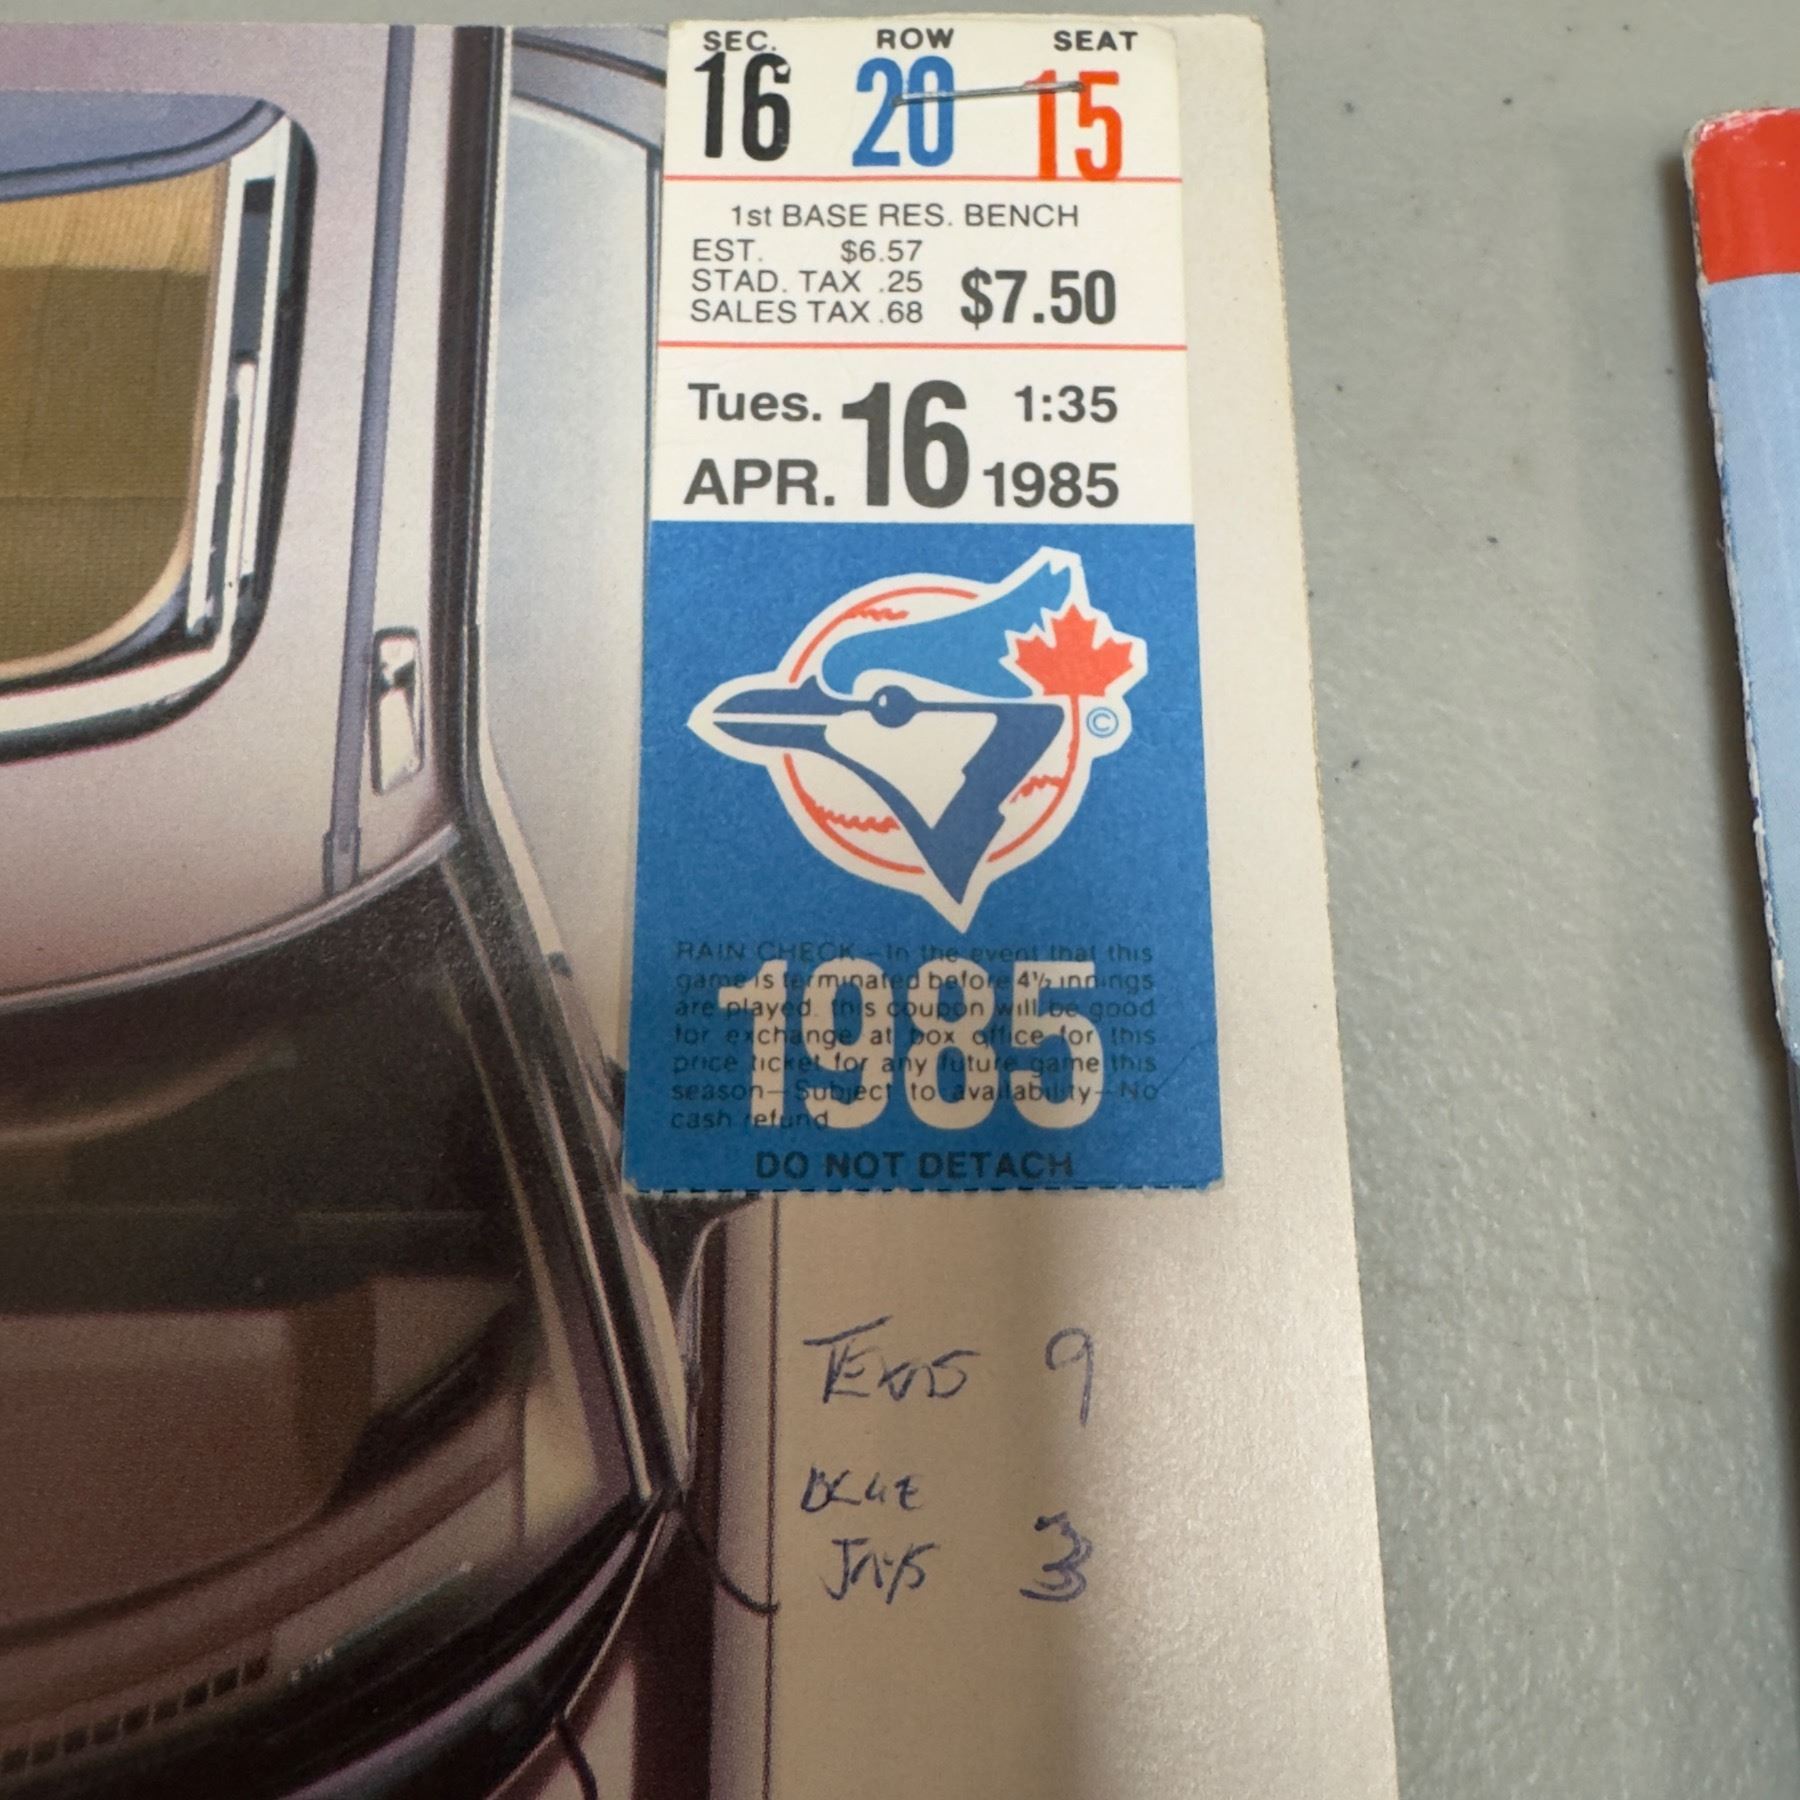 SEC. ROW SEAT
16 20 15
1st BASE RES. BENCH
EST. $6.57
STAD. TAX .25
SALES TAX .68 $7.50
Tues. 16 1:35
APR. 1985
©
RAIN CHECK–In the event that this
game is terminated before 4½ innings
are played, this coupon will be good
for exchange at box office for this
price ticket for any future game this
season–Subject to availability–No
cash refund
1985
DO NOT DETACH
TEXAS 9
BLUE
JAYS 3